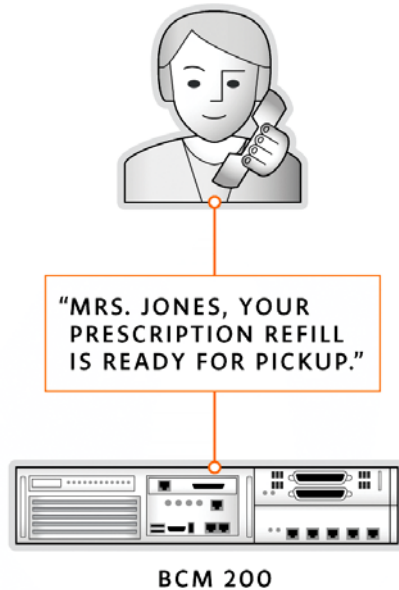 “MRS. JONES, YOUR
PRESCRIPTION REFILL
IS READY FOR PICKUP.”
BCM 200